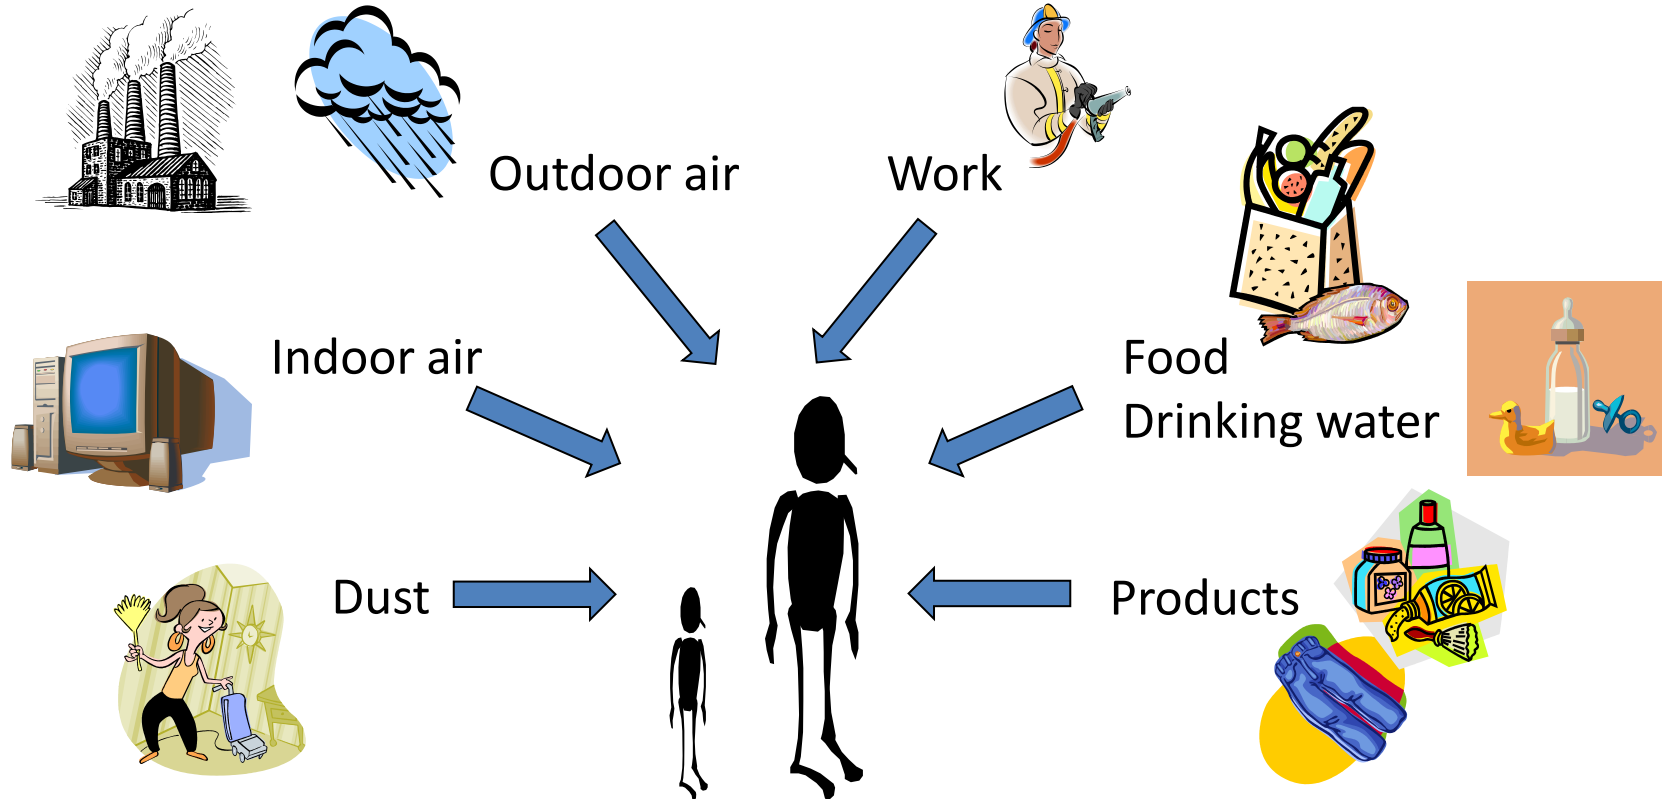 Outdoor air
Work
Indoor air
Food
Drinking water
Dust
Products